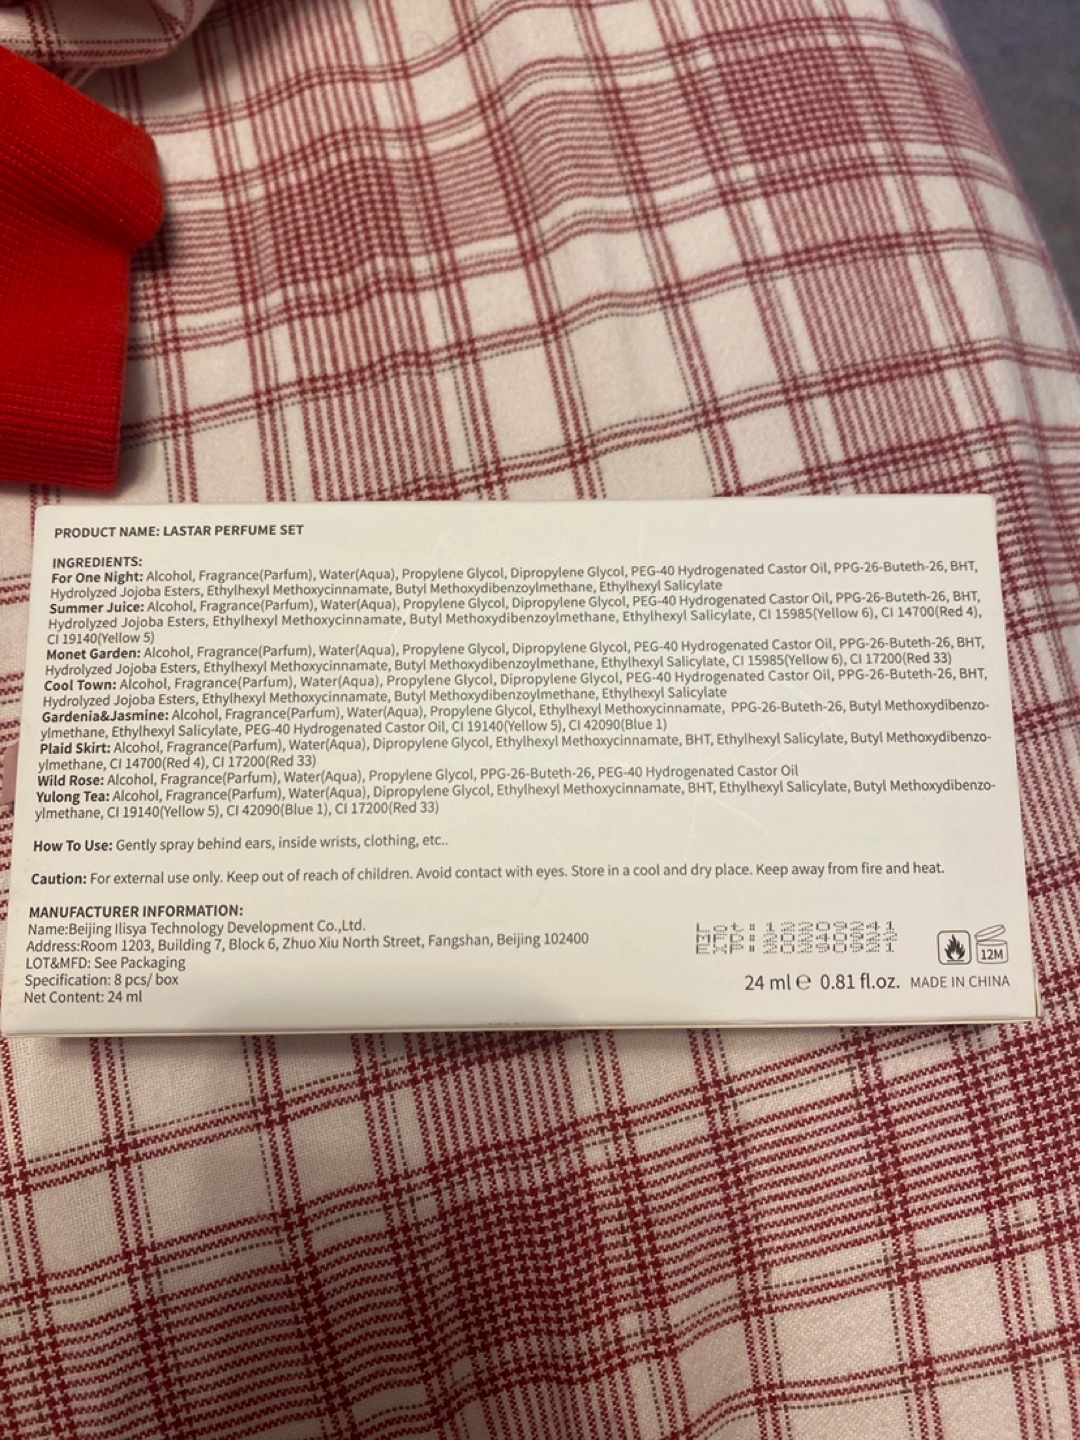 PRODUCT NAME: LASTAR PERFUME SET
INGREDIENTS:
For One Night: Alcohol, Fragrance(Parfum), Water(Aqua), Propylene Glycol, Dipropylene Glycol, PEG-40 Hydrogenated Castor Oil, PPG-26-Buteth-26, BHT,
Hydrolyzed Jojoba Esters, Ethylhexyl Methoxycinnamate, Butyl Methoxydibenzoylmethane, Ethylhexyl Salicylate
Summer Juice: Alcohol, Fragrance(Parfum), Water(Aqua), Propylene Glycol, Dipropylene Glycol, PEG-40 Hydrogenated Castor Oil, PPG-26-Buteth-26, BHT,
Hydrolyzed Jojoba Esters, Ethylhexyl Methoxycinnamate, Butyl Methoxydibenzoylmethane, Ethylhexyl Salicylate, CI 15985(Yellow 6), CI 14700(Red 4),
CI 19140(Yellow 5)
Monet Garden: Alcohol, Fragrance(Parfum), Water(Aqua), Propylene Glycol, Dipropylene Glycol, PEG-40 Hydrogenated Castor Oil, PPG-26-Buteth-26, BHT,
Hydrolyzed Jojoba Esters, Ethylhexyl Methoxycinnamate, Butyl Methoxydibenzoylmethane, Ethylhexyl Salicylate, CI 15985(Yellow 6), CI 17200(Red 33)
Cool Town: Alcohol, Fragrance(Parfum), Water(Aqua), Propylene Glycol, Dipropylene Glycol, PEG-40 Hydrogenated Castor Oil, PPG-26-Buteth-26, BHT,
Hydrolyzed Jojoba Esters, Ethylhexyl Methoxycinnamate, Butyl Methoxydibenzoylmethane, Ethylhexyl Salicylate
Gardenia&Jasmine: Alcohol, Fragrance(Parfum), Water(Aqua), Propylene Glycol, Ethylhexyl Methoxycinnamate, PPG-26-Buteth-26, Butyl Methoxydibenzo-
ylmethane, Ethylhexyl Salicylate, PEG-40 Hydrogenated Castor Oil, CI 19140(Yellow 5), CI 42090(Blue 1)
Plaid Skirt: Alcohol, Fragrance(Parfum), Water(Aqua), Dipropylene Glycol, Ethylhexyl Methoxycinnamate, BHT, Ethylhexyl Salicylate, Butyl Methoxydibenzo-
ylmethane, CI 14700(Red 4), CI 17200(Red 33)
Wild Rose: Alcohol, Fragrance(Parfum), Water(Aqua), Propylene Glycol, PPG-26-Buteth-26, PEG-40 Hydrogenated Castor Oil
Yulong Tea: Alcohol, Fragrance(Parfum), Water(Aqua), Dipropylene Glycol, Ethylhexyl Methoxycinnamate, BHT, Ethylhexyl Salicylate, Butyl Methoxydibenzo-
ylmethane, CI 19140(Yellow 5), CI 42090(Blue 1), CI 17200(Red 33)
How To Use: Gently spray behind ears, inside wrists, clothing, etc..
Caution: For external use only. Keep out of reach of children. Avoid contact with eyes. Store in a cool and dry place. Keep away from fire and heat.
MANUFACTURER INFORMATION:
Name:Beijing Ilisya Technology Development Co.,Ltd.
Address:Room 1203, Building 7, Block 6, Zhuo Xiu North Street, Fangshan, Beijing 102400
LOT&MFD: See Packaging
Specification: 8 pcs/ box
Net Content: 24 ml
Lot: 12209241
MFD: 20240922
EXP: 20290921
12M
24 ml ℮ 0.81 fl.oz. MADE IN CHINA